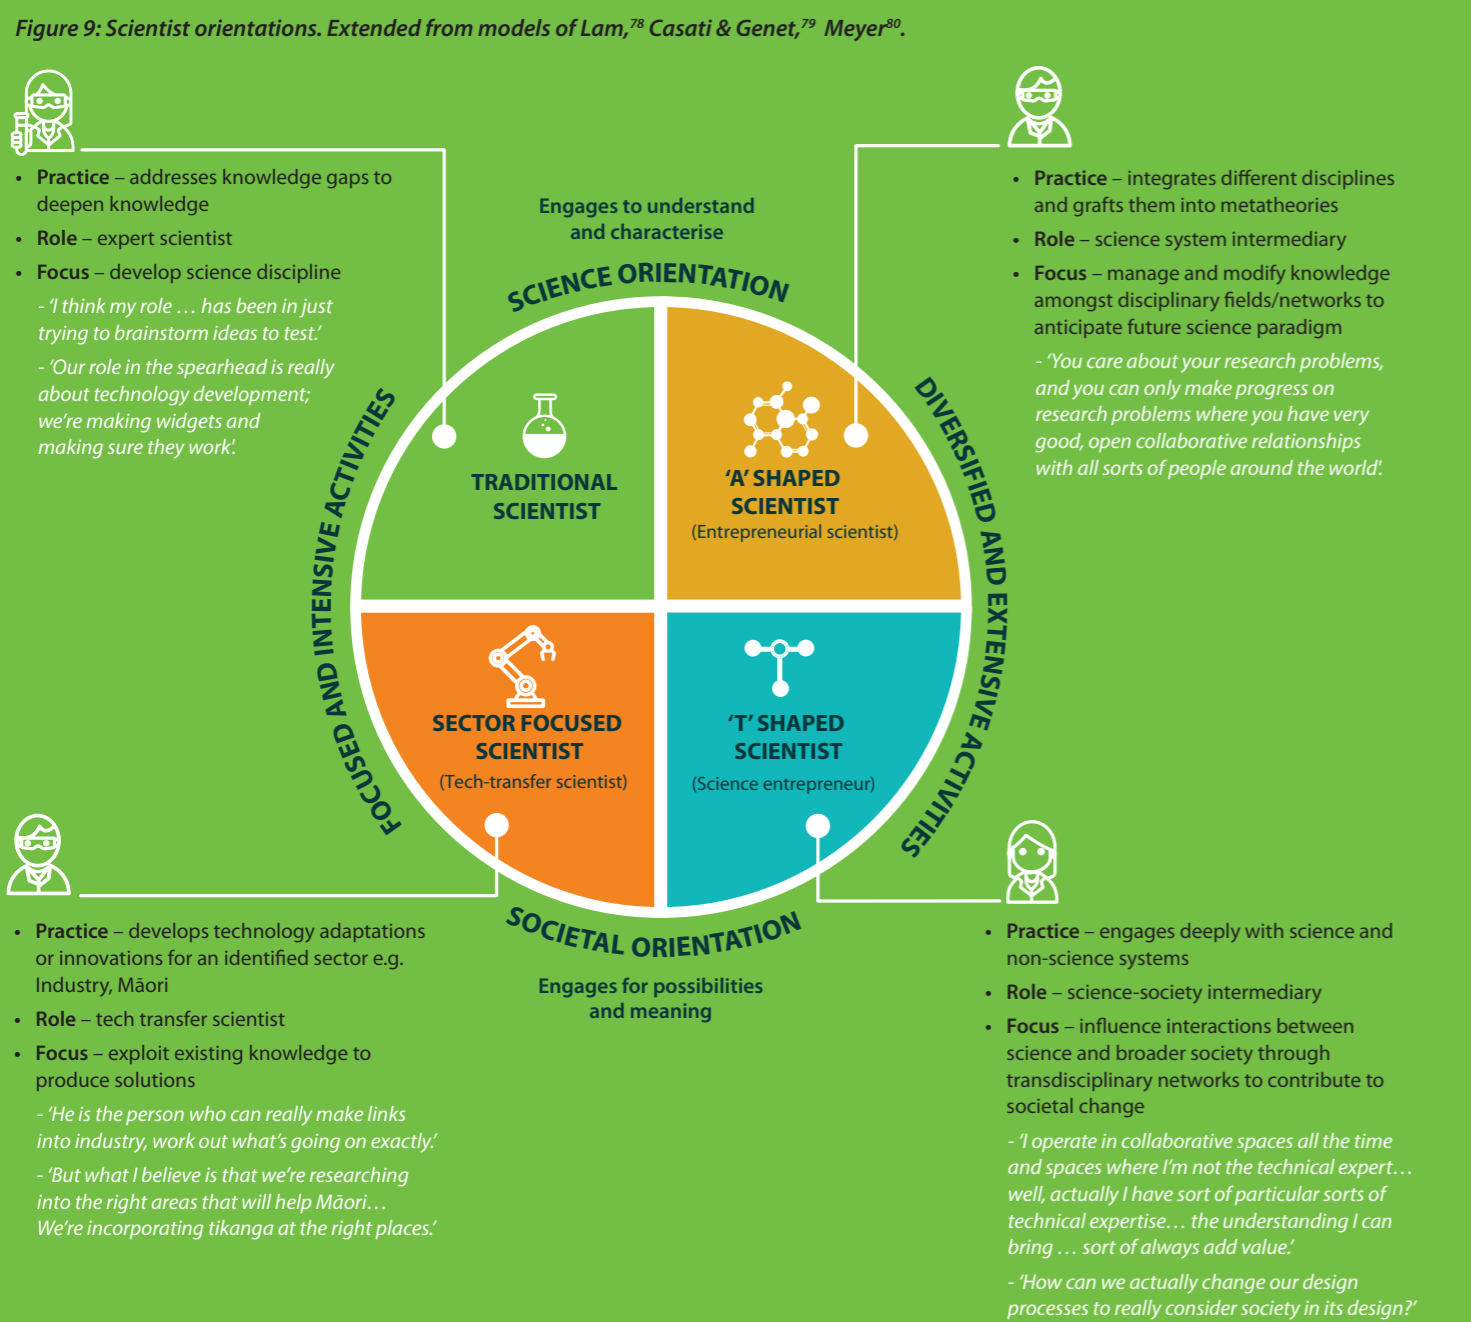 Figure 9: Scientist orientations. Extended from models of Lam,78 Casati & Genet,79 Meyer80.
• Practice – addresses knowledge gaps to
deepen knowledge
• Role – expert scientist
• Focus – develop science discipline
- ‘I think my role … has been in just
trying to brainstorm ideas to test.’
- ‘Our role in the spearhead is really
about technology development;
we’re making widgets and
making sure they work’.
Engages to understand
and characterise
SCIENCE ORIENTATION
• Practice – integrates different disciplines
and grafts them into metatheories
• Role – science system intermediary
• Focus – manage and modify knowledge
amongst disciplinary fields/networks to
anticipate future science paradigm
- ‘You care about your research problems,
and you can only make progress on
research problems where you have very
good, open collaborative relationships
with all sorts of people around the world’.
FOCUSED AND INTENSIVE ACTIVITIES
TRADITIONAL
SCIENTIST
‘A’ SHAPED
SCIENTIST
(Entrepreneurial scientist)
DIVERSIFIED AND EXTENSIVE ACTIVITIES
SECTOR FOCUSED
SCIENTIST
(Tech-transfer scientist)
‘T’ SHAPED
SCIENTIST
(Science entrepreneur)
SOCIETAL ORIENTATION
Engages for possibilities
and meaning
• Practice – develops technology adaptations
or innovations for an identified sector e.g.
Industry, Māori
• Role – tech transfer scientist
• Focus – exploit existing knowledge to
produce solutions
- ‘He is the person who can really make links
into industry, work out what’s going on exactly.’
- ‘But what I believe is that we’re researching
into the right areas that will help Māori…
We’re incorporating tikanga at the right places.’
• Practice – engages deeply with science and
non-science systems
• Role – science-society intermediary
• Focus – influence interactions between
science and broader society through
transdisciplinary networks to contribute to
societal change
- ‘I operate in collaborative spaces all the time
and spaces where I’m not the technical expert…
well, actually I have sort of particular sorts of
technical expertise… the understanding I can
bring … sort of always add value.’
- ‘How can we actually change our design
processes to really consider society in its design?’